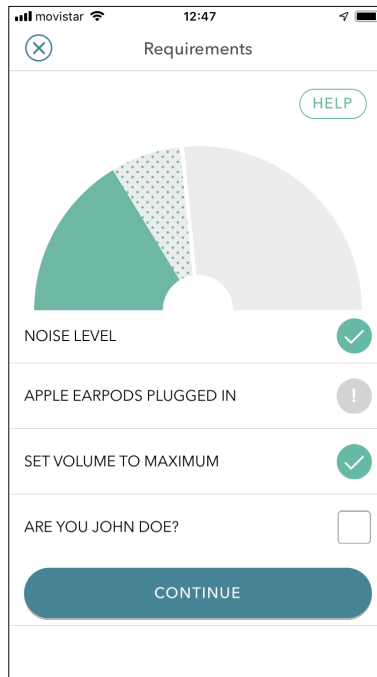 movistar 12:47
Requirements
HELP
NOISE LEVEL
APPLE EARPODS PLUGGED IN
!
SET VOLUME TO MAXIMUM
ARE YOU JOHN DOE?
CONTINUE